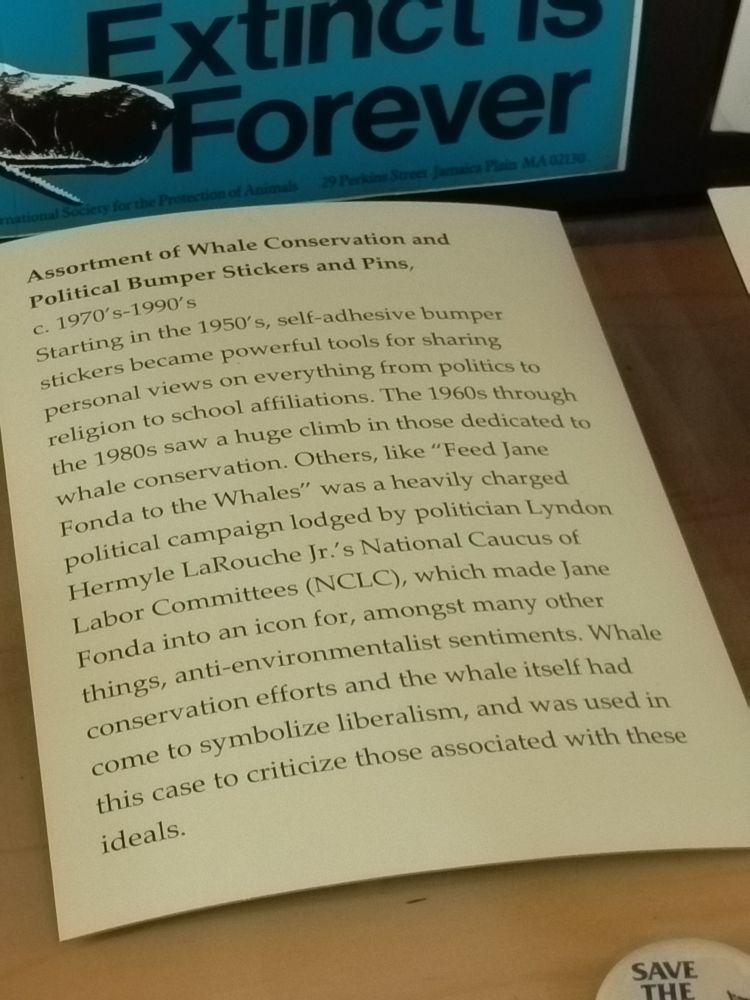 Extinct is
Forever
rnational Society for the Protection of Animals 29 Perkins Street Jamaica Plain MA 02130
Assortment of Whale Conservation and
Political Bumper Stickers and Pins,
c. 1970's-1990's
Starting in the 1950's, self-adhesive bumper
stickers became powerful tools for sharing
personal views on everything from politics to
religion to school affiliations. The 1960s through
the 1980s saw a huge climb in those dedicated to
whale conservation. Others, like "Feed Jane
Fonda to the Whales" was a heavily charged
political campaign lodged by politician Lyndon
Hermyle LaRouche Jr.'s National Caucus of
Labor Committees (NCLC), which made Jane
Fonda into an icon for, amongst many other
things, anti-environmentalist sentiments. Whale
conservation efforts and the whale itself had
come to symbolize liberalism, and was used in
this case to criticize those associated with these
ideals.
SAVE
THE